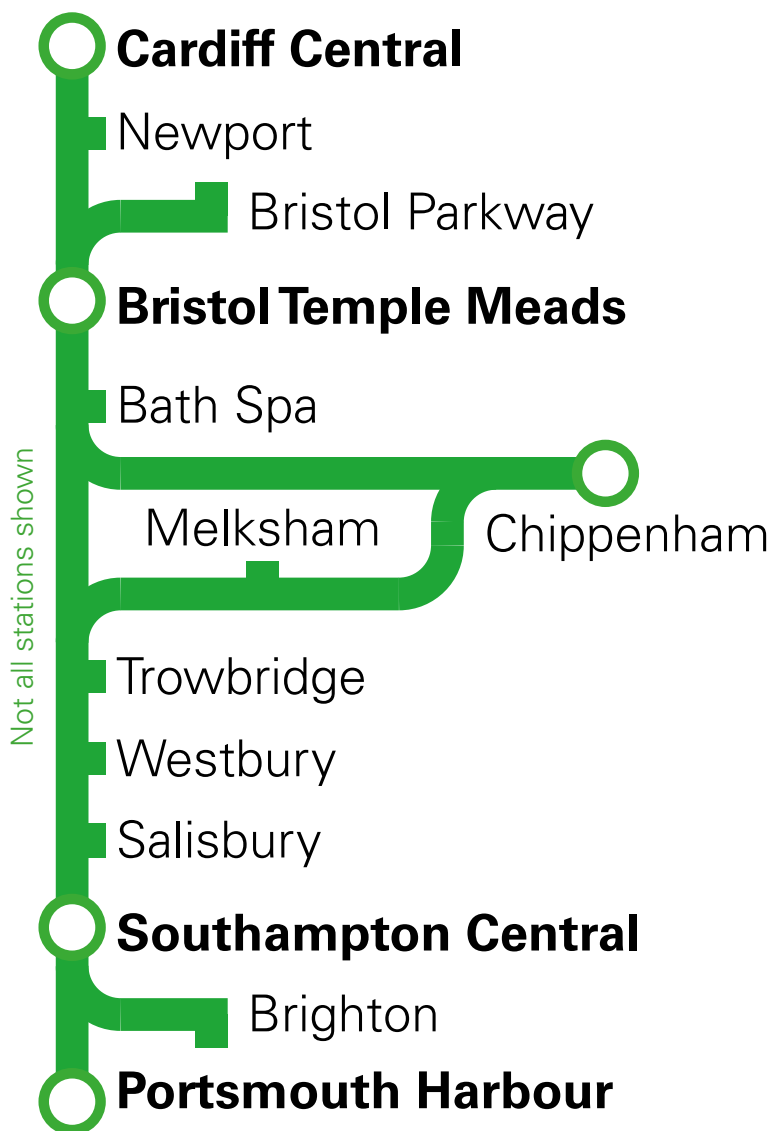 Cardiff Central
Newport
Bristol Parkway
Bristol Temple Meads
Bath Spa
Melksham
Chippenham
Not all stations shown
Trowbridge
Westbury
Salisbury
Southampton Central
Brighton
Portsmouth Harbour